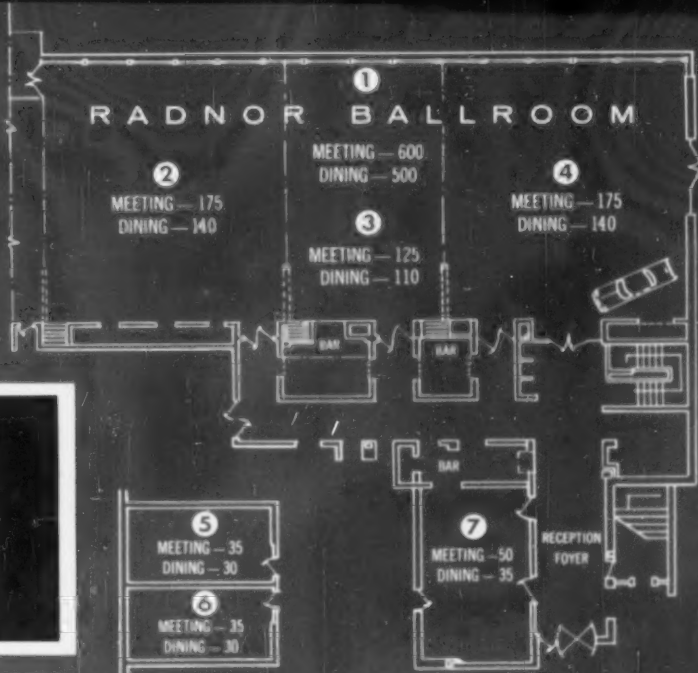 1
RADNOR BALLROOM
MEETING — 600
DINING — 500
2
MEETING — 175
DINING — 140
3
MEETING — 125
DINING — 110
4
MEETING — 175
DINING — 140
BAR
BAR
BAR
5
MEETING — 35
DINING — 30
6
MEETING — 35
DINING — 30
7
MEETING — 50
DINING — 35
RECEPTION
FOYER